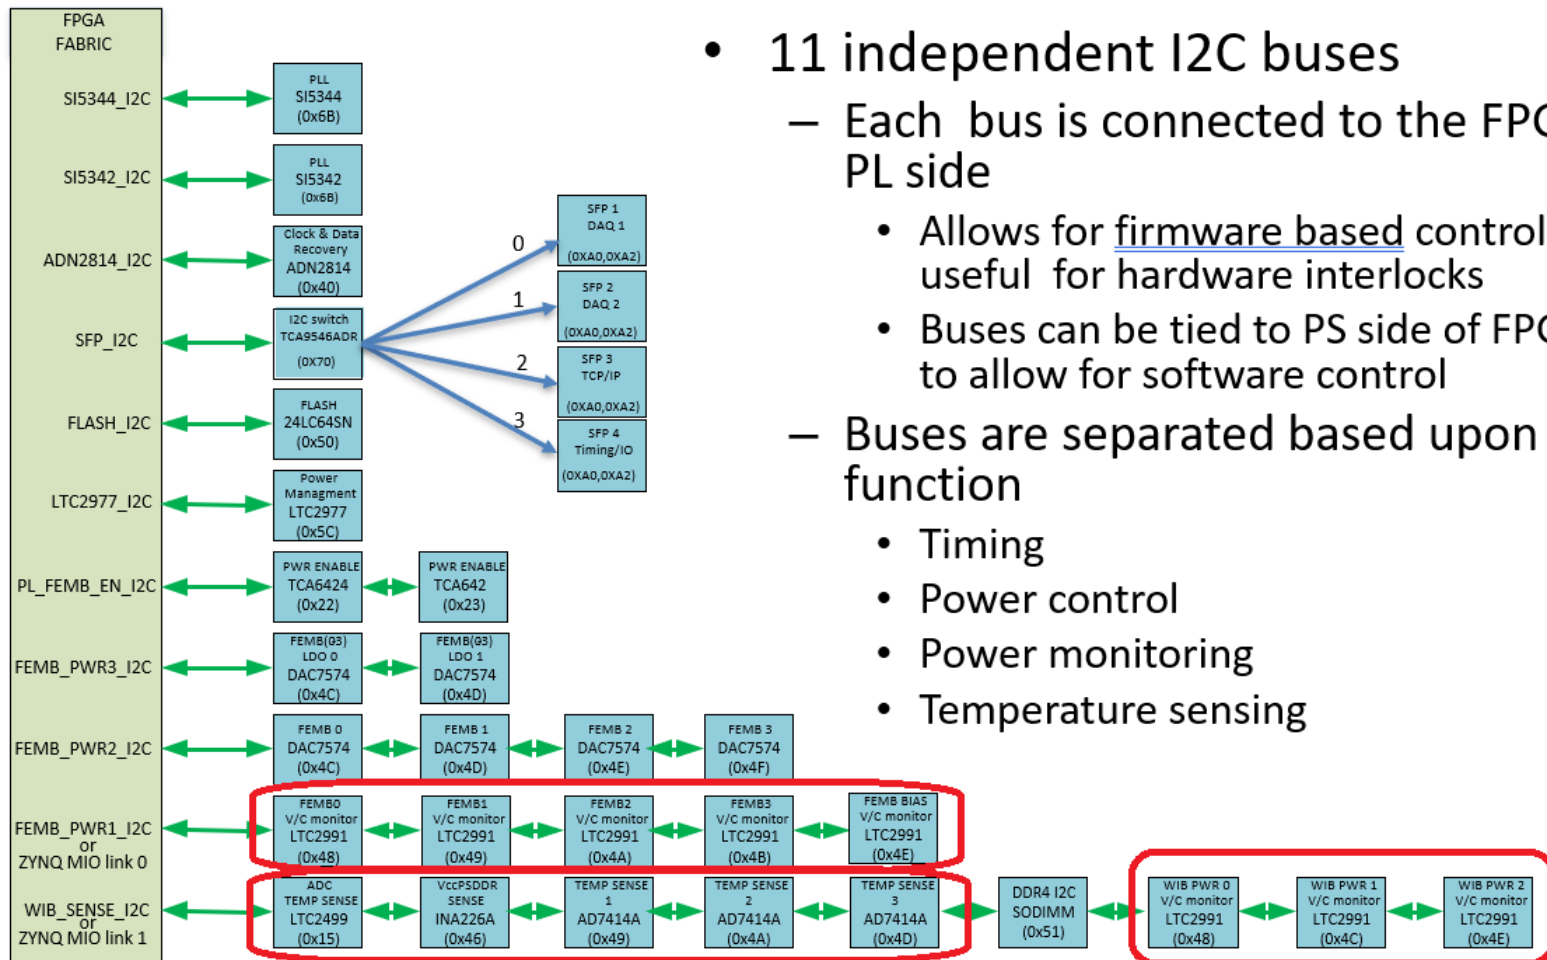 FPGA
FABRIC
SI5344_I2C
PLL
SI5344
(0x6B)
SI5342_I2C
PLL
SI5342
(0x6B)
ADN2814_I2C
Clock & Data
Recovery
ADN2814
(0x40)
SFP_I2C
I2C switch
TCA9546ADR
(0X70)
0
1
2
3
SFP 1
DAQ 1
(0XA0,0XA2)
SFP 2
DAQ 2
(0XA0,0XA2)
SFP 3
TCP/IP
(0XA0,0XA2)
SFP 4
Timing/IO
(0XA0,0XA2)
FLASH_I2C
FLASH
24LC64SN
(0x50)
LTC2977_I2C
Power
Managment
LTC2977
(0x5C)
PL_FEMB_EN_I2C
PWR ENABLE
TCA6424
(0x22)
PWR ENABLE
TCA642
(0x23)
FEMB_PWR3_I2C
FEMB(03)
LDO 0
DAC7574
(0x4C)
FEMB(03)
LDO 1
DAC7574
(0x4D)
FEMB_PWR2_I2C
FEMB 0
DAC7574
(0x4C)
FEMB 1
DAC7574
(0x4D)
FEMB 2
DAC7574
(0x4E)
FEMB 3
DAC7574
(0x4F)
FEMB_PWR1_I2C
or
ZYNQ MIO link 0
FEMB0
V/C monitor
LTC2991
(0x48)
FEMB1
V/C monitor
LTC2991
(0x49)
FEMB2
V/C monitor
LTC2991
(0x4A)
FEMB3
V/C monitor
LTC2991
(0x4B)
FEMB BIAS
V/C monitor
LTC2991
(0x4E)
WIB_SENSE_I2C
or
ZYNQ MIO link 1
ADC
TEMP SENSE
LTC2499
(0x15)
VccPSDDR
SENSE
INA226A
(0x46)
TEMP SENSE
1
AD7414A
(0x49)
TEMP SENSE
2
AD7414A
(0x4A)
TEMP SENSE
3
AD7414A
(0x4D)
DDR4 I2C
SODIMM
(0x51)
WIB PWR 0
V/C monitor
LTC2991
(0x48)
WIB PWR 1
V/C monitor
LTC2991
(0x4C)
WIB PWR 2
V/C monitor
LTC2991
(0x4E)
• 11 independent I2C buses
– Each bus is connected to the FPG
PL side
• Allows for firmware based control
useful for hardware interlocks
• Buses can be tied to PS side of FPG
to allow for software control
– Buses are separated based upon
function
• Timing
• Power control
• Power monitoring
• Temperature sensing